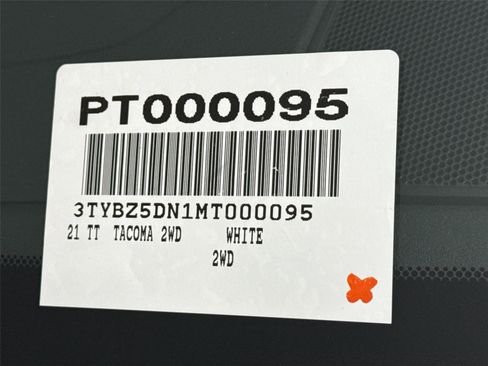 PT000095
3TYBZ5DN1MT000095
21 TT TACOMA 2WD WHITE
2WD